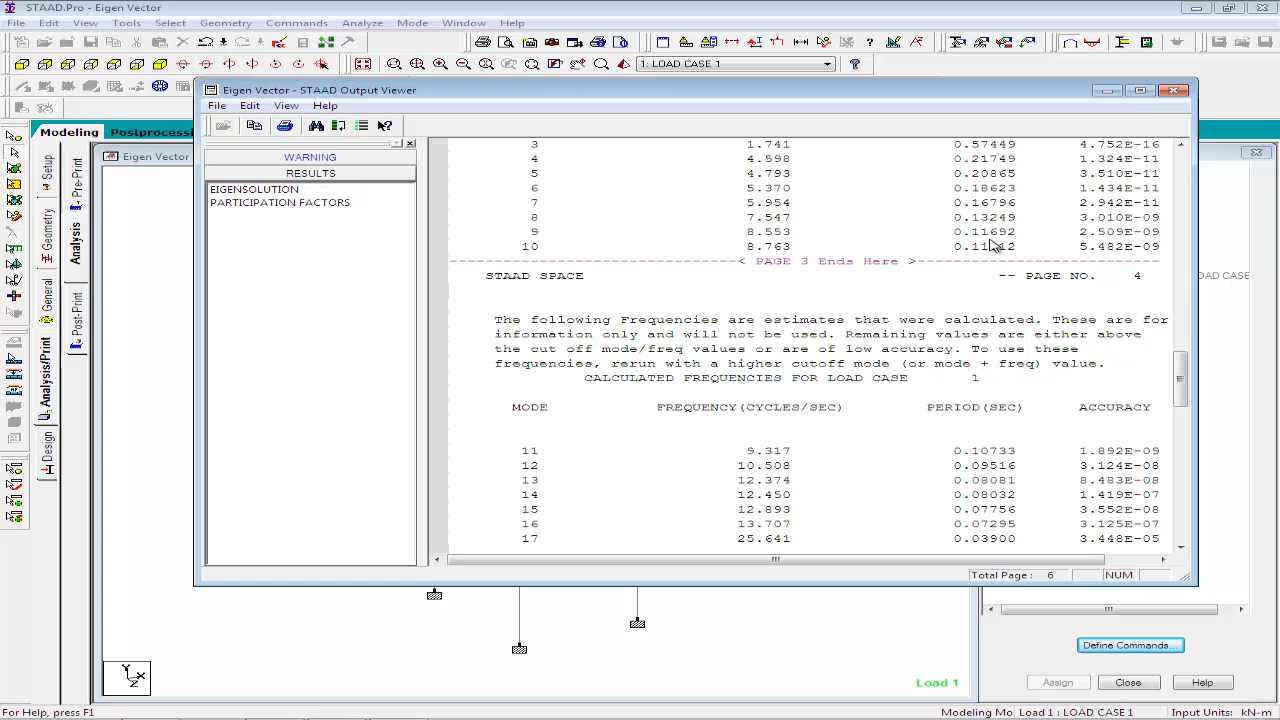 STAAD.Pro - Eigen Vector
File Edit View Tools Select Geometry Commands Analyze Mode Window Help
1: LOAD CASE 1
Modeling
Postprocessi
Eigen Vector
Setup
Geometry
General
Analysis/Print
Design
Pre-Print
Analysis
Post-Print
Eigen Vector - STAAD Output Viewer
File Edit View Help
WARNING
RESULTS
EIGENSOLUTION
PARTICIPATION FACTORS
3 1.741 0.57449 4.752E-16
4 4.598 0.21748 1.324E-11
5 4.793 0.20865 3.510E-11
6 5.370 0.18623 1.434E-11
7 5.954 0.16796 2.942E-11
8 7.557 0.13249 3.010E-09
9 8.553 0.11692 2.509E-09
10 8.763 5.482E-09
< PAGE 3 Ends Here >
STAAD SPACE -- PAGE NO. 4
The following Frequencies are estimates that were calculated. These are for
information only and will not be used. Remaining values are either above
the cut off mode/freq values or are of low accuracy. To use these
frequencies, rerun with a higher cutoff mode (or mode + freq) value.
CALCULATED FREQUENCIES FOR LOAD CASE 1
MODE FREQUENCY(CYCLES/SEC) PERIOD(SEC) ACCURACY
11 9.317 0.10733 1.892E-09
12 10.508 0.09516 3.124E-08
13 12.374 0.08081 8.483E-08
14 12.450 0.08032 1.419E-07
15 12.893 0.07756 3.552E-08
16 13.707 0.07295 3.125E-07
17 25.641 0.03900 3.448E-05
Total Page : 6 NUM
LOAD CASE
Define Commands...
Assign Close Help
Y
X
Z
Load 1
For Help, press F1
Modeling Mo Load 1 : LOAD CASE 1 Input Units: kN-m